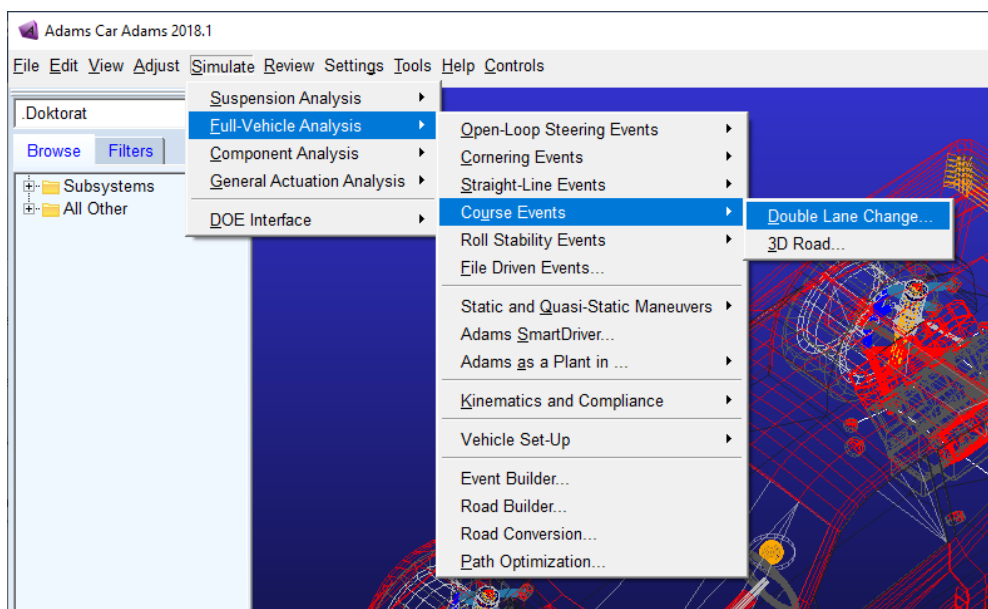 Adams Car Adams 2018.1
File Edit View Adjust Simulate Review Settings Tools Help Controls
.Doktorat
Browse Filters
Subsystems
All Other
Suspension Analysis
Full-Vehicle Analysis
Component Analysis
General Actuation Analysis
DOE Interface
Open-Loop Steering Events
Cornering Events
Straight-Line Events
Course Events
Roll Stability Events
File Driven Events...
Static and Quasi-Static Maneuvers
Adams SmartDriver...
Adams as a Plant in ...
Kinematics and Compliance
Vehicle Set-Up
Event Builder...
Road Builder...
Road Conversion...
Path Optimization...
Double Lane Change...
3D Road...